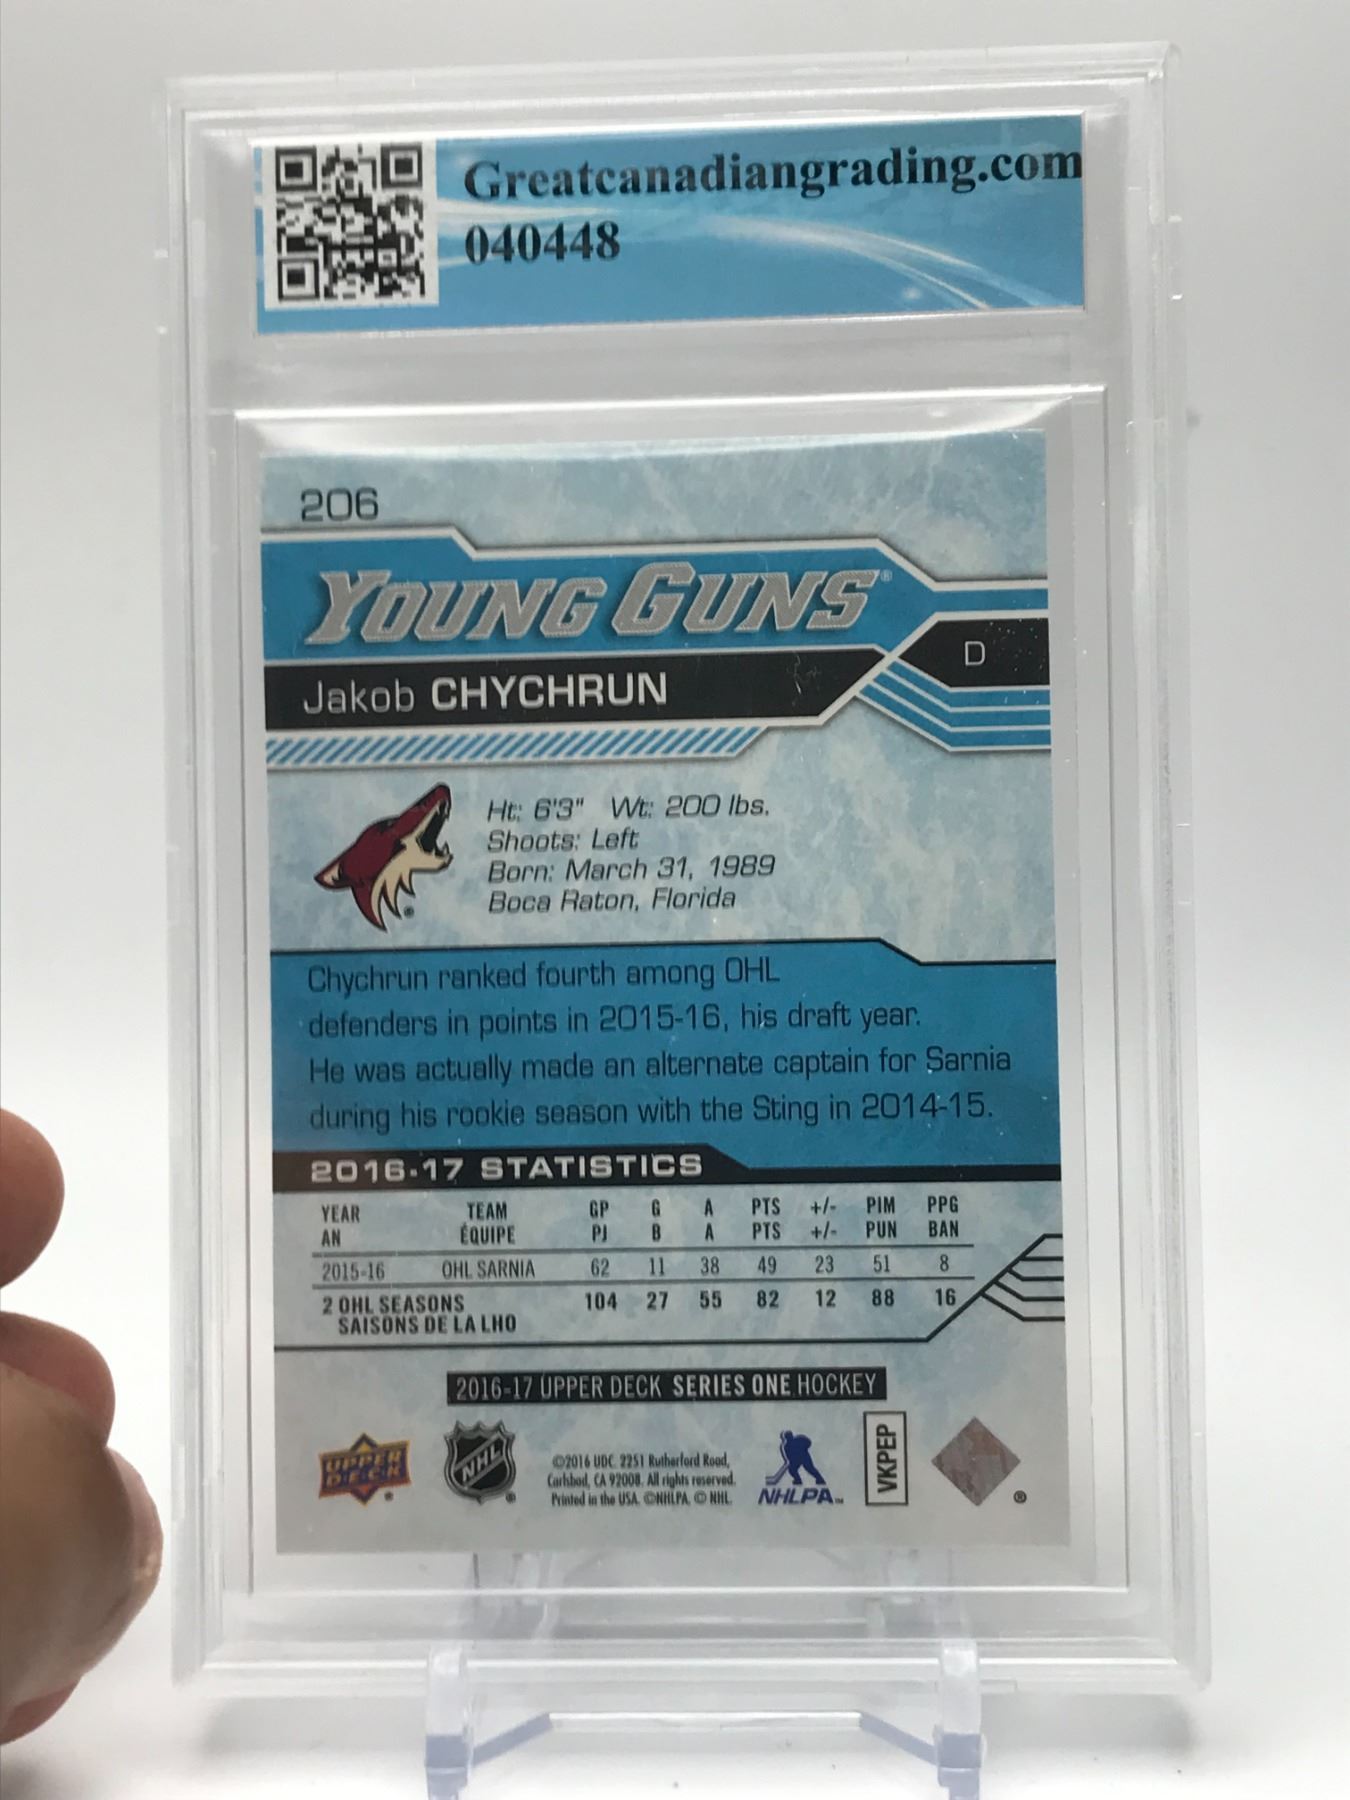 Greatcanadiangrading.com
040448
206
YOUNG GUNS®
D
Jakob CHYCHRUN
Ht: 6'3" Wt: 200 lbs.
Shoots: Left
Born: March 31, 1989
Boca Raton, Florida
Chychrun ranked fourth among OHL
defenders in points in 2015-16, his draft year.
He was actually made an alternate captain for Sarnia
during his rookie season with the Sting in 2014-15.
2016-17 STATISTICS
YEAR TEAM GP G A PTS +/- PIM PPG
AN ÉQUIPE PJ B A PTS +/- PUN BAN
2015-16 OHL SARNIA 62 11 38 49 23 51 8
2 OHL SEASONS 104 27 55 82 12 88 16
SAISONS DE LA LHO
2016-17 UPPER DECK SERIES ONE HOCKEY
UPPER DECK ®
NHL ®
©2016 UDC. 2251 Rutherford Road,
Carlsbad, CA 92008. All rights reserved.
Printed in the USA. ©NHLPA. © NHL.
NHLPA™
VKPEP
®